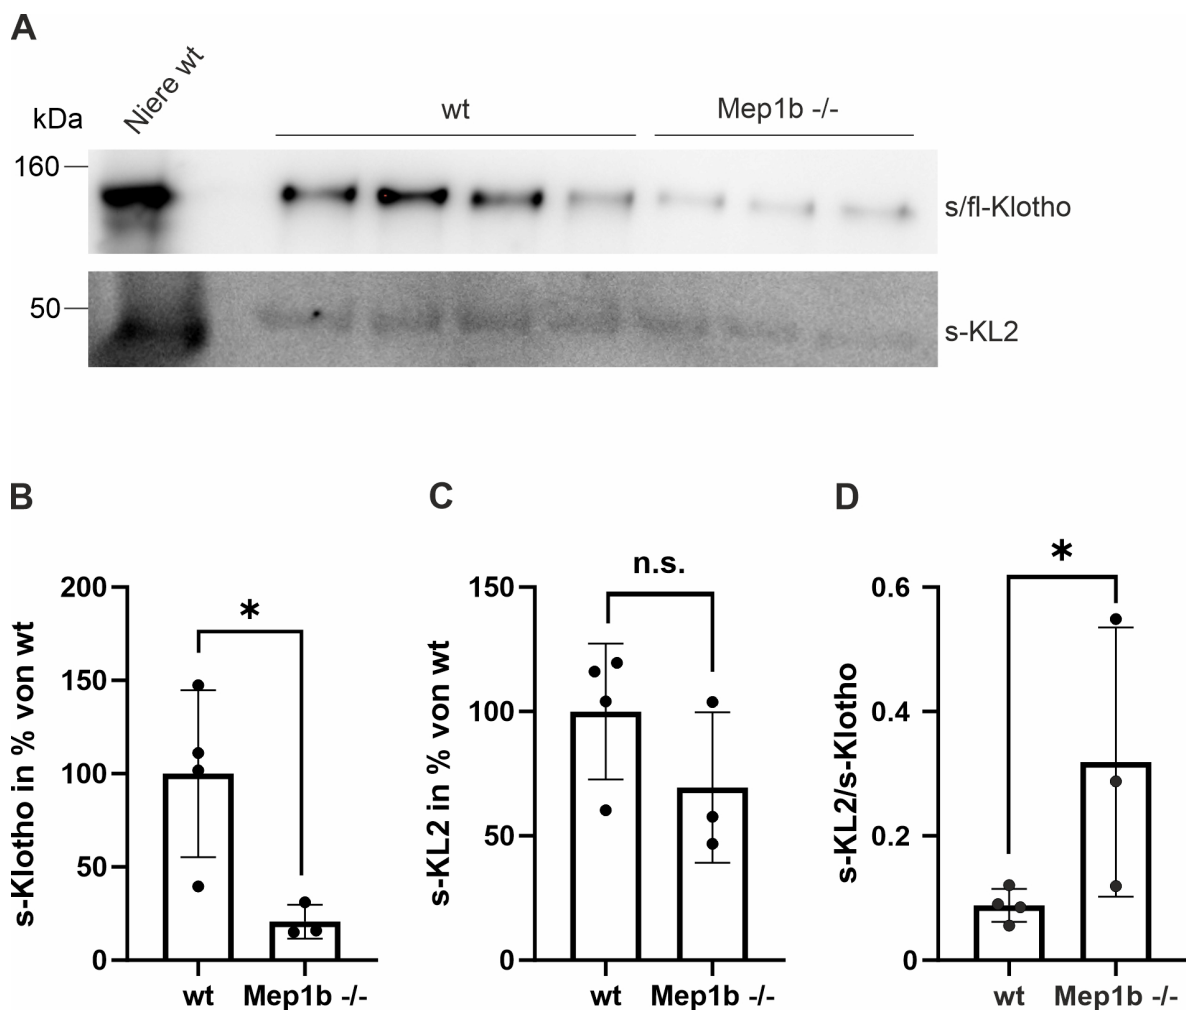 A
Niere wt
kDa
wt
Mep1b -/-
160
s/fl-Klotho
50
s-KL2
B
s-Klotho in % von wt
200
150
100
50
0
*
wt
Mep1b -/-
C
s-KL2 in % von wt
150
100
50
0
n.s.
wt
Mep1b -/-
D
s-KL2/s-Klotho
0.6
0.4
0.2
0
*
wt
Mep1b -/-